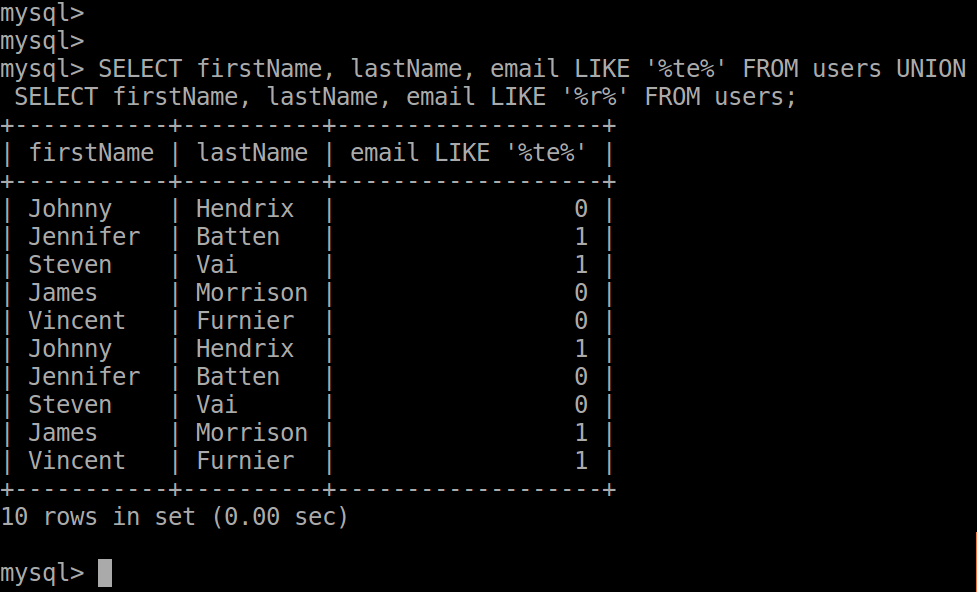 mysql>
mysql>
mysql> SELECT firstName, lastName, email LIKE '%te%' FROM users UNION
 SELECT firstName, lastName, email LIKE '%r%' FROM users;
+-----------+----------+-------------------+
| firstName | lastName | email LIKE '%te%' |
+-----------+----------+-------------------+
| Johnny    | Hendrix  |                 0 |
| Jennifer  | Batten   |                 1 |
| Steven    | Vai      |                 1 |
| James     | Morrison |                 0 |
| Vincent   | Furnier  |                 0 |
| Johnny    | Hendrix  |                 1 |
| Jennifer  | Batten   |                 0 |
| Steven    | Vai      |                 0 |
| James     | Morrison |                 1 |
| Vincent   | Furnier  |                 1 |
+-----------+----------+-------------------+
10 rows in set (0.00 sec)
mysql>